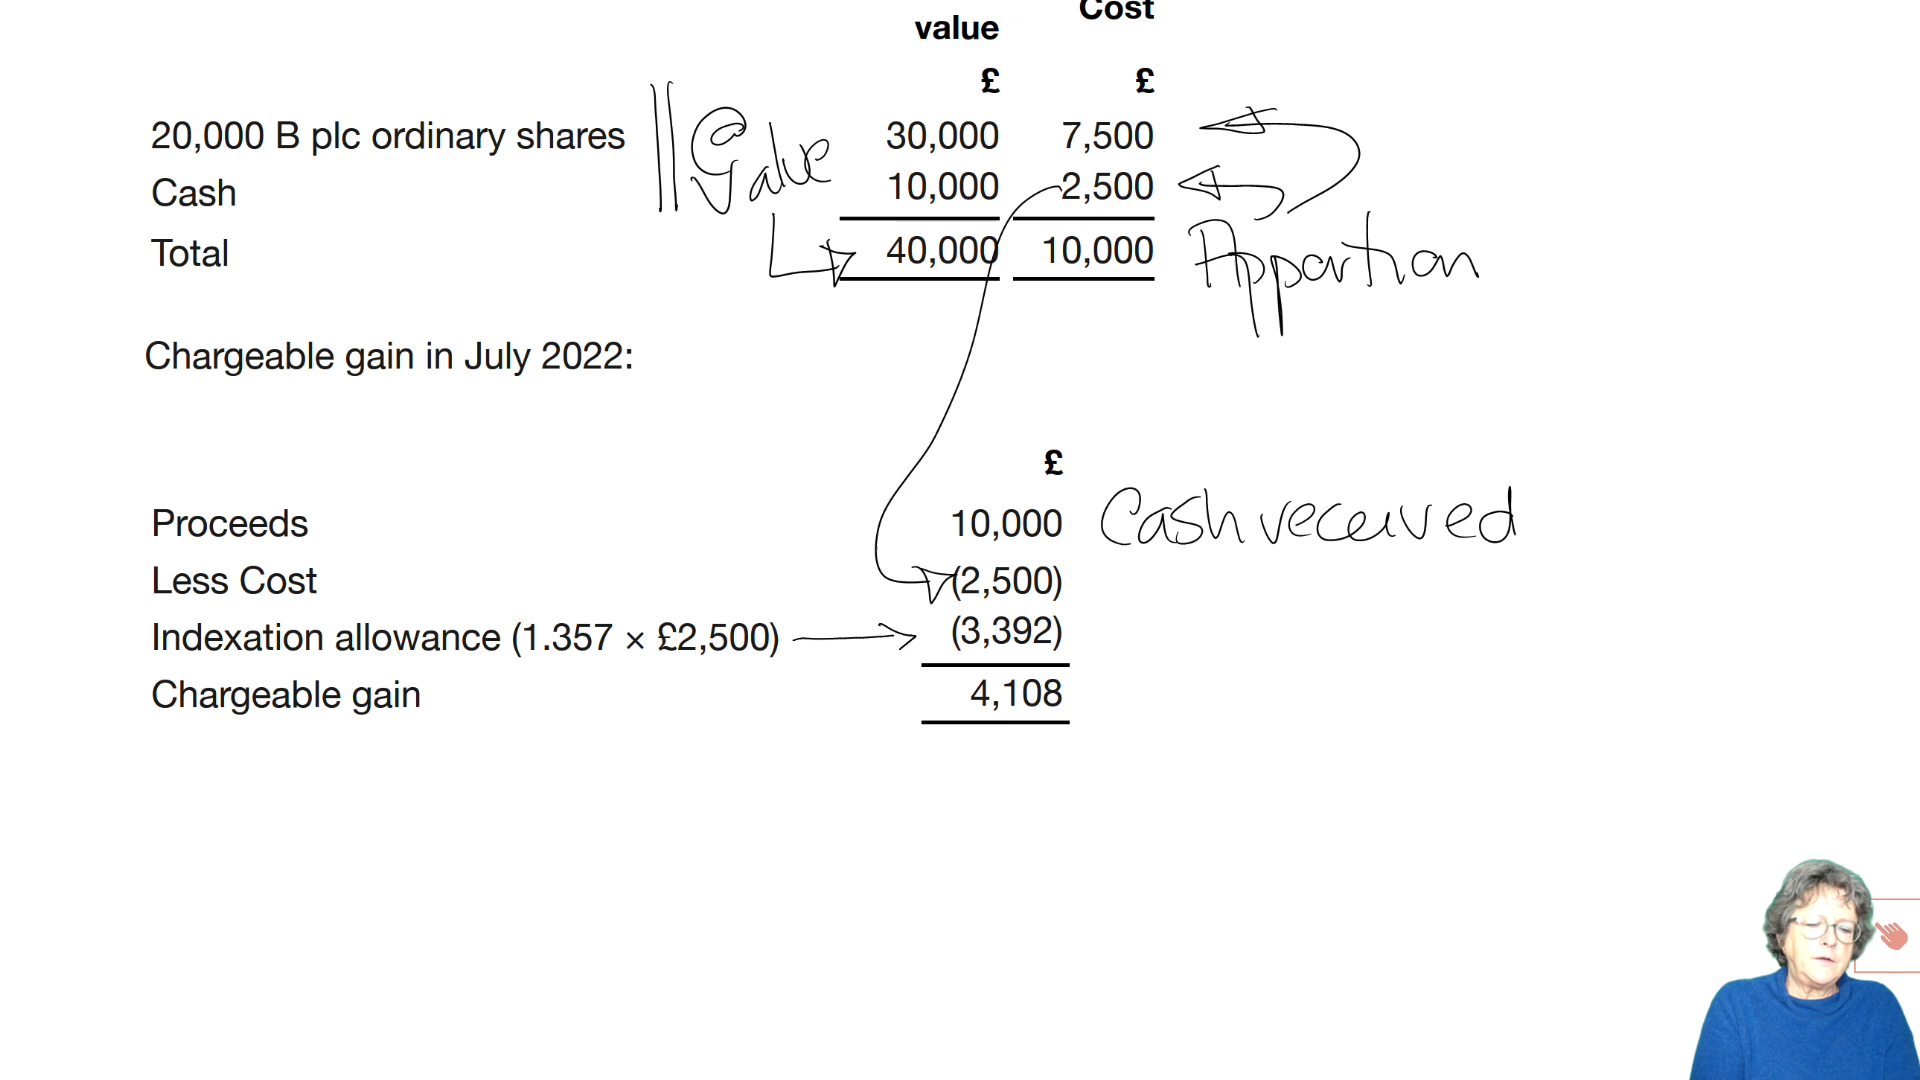 Cost
value
£ £
20,000 B plc ordinary shares 30,000 7,500
① Value
Cash 10,000 2,500
Total 40,000 10,000
Apportion
Chargeable gain in July 2022:
£
Proceeds 10,000 Cash received
Less Cost (2,500)
Indexation allowance (1.357 × £2,500) (3,392)
Chargeable gain 4,108